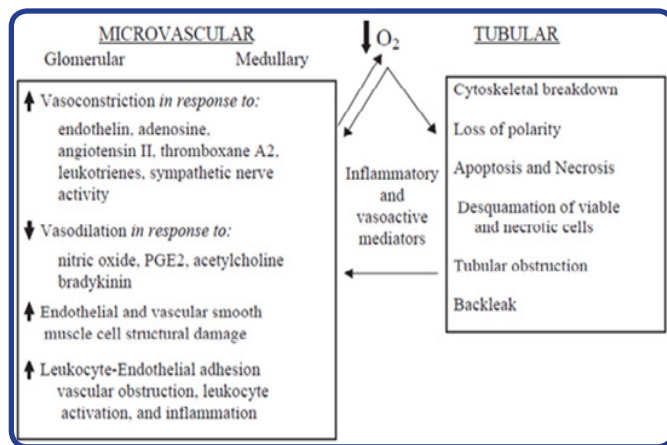 MICROVASCULAR
Glomerular Medullary
O₂
TUBULAR
Vasoconstriction in response to:
endothelin, adenosine,
angiotensin II, thromboxane A2,
leukotrienes, sympathetic nerve
activity
Vasodilation in response to:
nitric oxide, PGE2, acetylcholine
bradykinin
Endothelial and vascular smooth
muscle cell structural damage
Leukocyte-Endothelial adhesion
vascular obstruction, leukocyte
activation, and inflammation
Inflammatory
and
vasoactive
mediators
Cytoskeletal breakdown
Loss of polarity
Apoptosis and Necrosis
Desquamation of viable
and necrotic cells
Tubular obstruction
Backleak